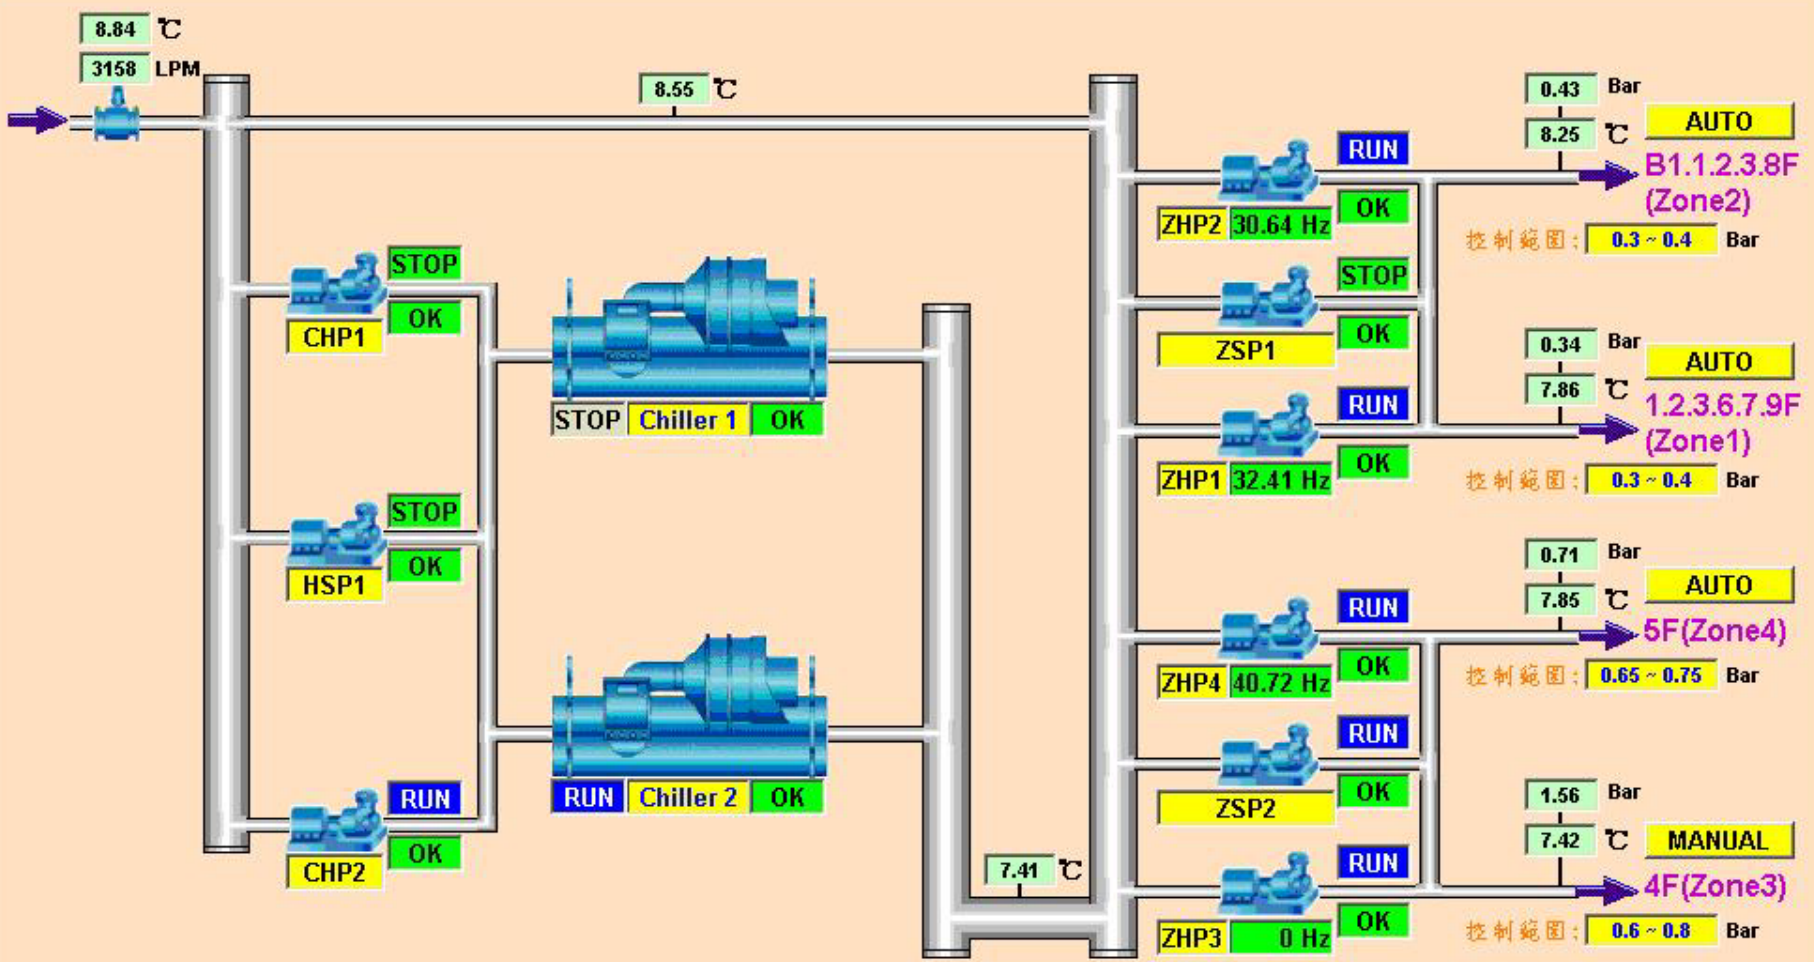 8.84 ℃
3158 LPM
8.55 ℃
0.43 Bar
AUTO
8.25 ℃
RUN
B1.1.2.3.8F
(Zone2)
OK
ZHP2 30.64 Hz
控制範圍: 0.3 ~ 0.4 Bar
STOP
OK
CHP1
STOP
OK
ZSP1
0.34 Bar
AUTO
7.86 ℃
RUN
1.2.3.6.7.9F
(Zone1)
STOP Chiller 1 OK
OK
ZHP1 32.41 Hz
控制範圍: 0.3 ~ 0.4 Bar
STOP
OK
HSP1
0.71 Bar
AUTO
7.85 ℃
RUN
5F(Zone4)
OK
ZHP4 40.72 Hz
控制範圍: 0.65 ~ 0.75 Bar
RUN
OK
ZSP2
RUN Chiller 2 OK
RUN
OK
CHP2
1.56 Bar
7.42 ℃
MANUAL
7.41 ℃
RUN
4F(Zone3)
OK
ZHP3 0 Hz
控制範圍: 0.6 ~ 0.8 Bar